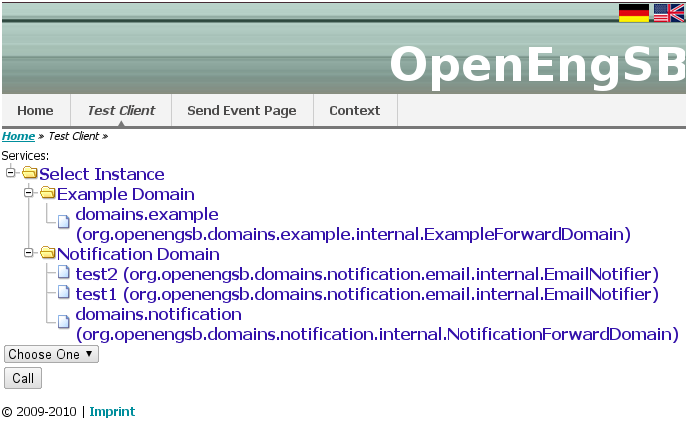 OpenEngSB
Home Test Client Send Event Page Context
Home » Test Client »
Services:
Select Instance
Example Domain
domains.example
(org.openengsb.domains.example.internal.ExampleForwardDomain)
Notification Domain
test2 (org.openengsb.domains.notification.email.internal.EmailNotifier)
test1 (org.openengsb.domains.notification.email.internal.EmailNotifier)
domains.notification
(org.openengsb.domains.notification.internal.NotificationForwardDomain)
Choose One
Call
© 2009-2010 | Imprint